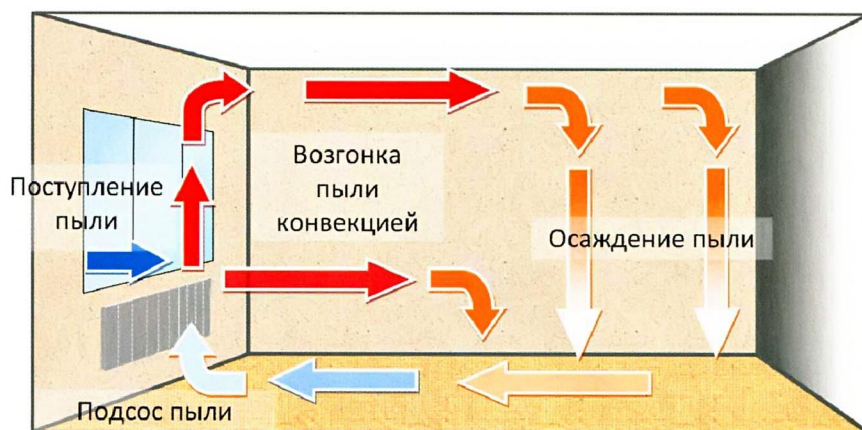 Поступление
пыли
Возгонка
пыли
конвекцией
Осаждение пыли
Подсос пыли